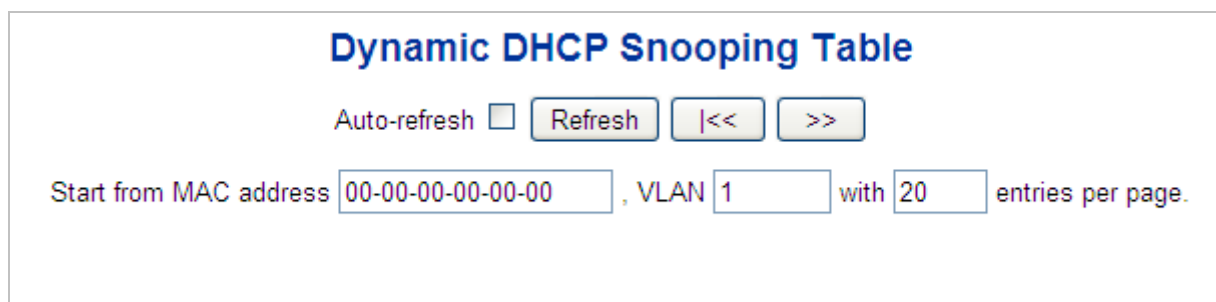 Dynamic DHCP Snooping Table
Auto-refresh Refresh |<< >>
Start from MAC address 00-00-00-00-00-00 , VLAN 1 with 20 entries per page.